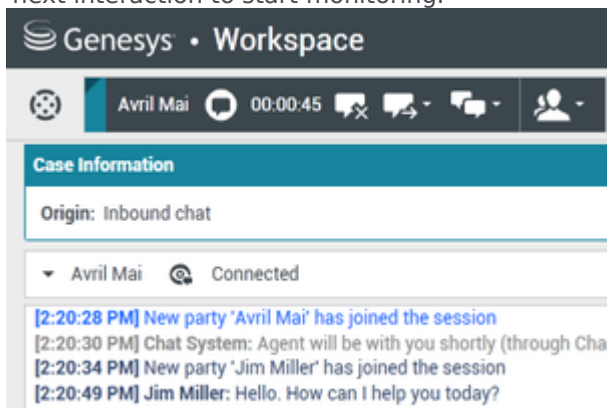 next interaction to start monitoring.
Genesys • Workspace
Avril Mai 00:00:45
Case Information
Origin: Inbound chat
Avril Mai Connected
[2:20:28 PM] New party 'Avril Mai' has joined the session
[2:20:30 PM] Chat System: Agent will be with you shortly (through Cha
[2:20:34 PM] New party 'Jim Miller' has joined the session
[2:20:49 PM] Jim Miller: Hello. How can I help you today?